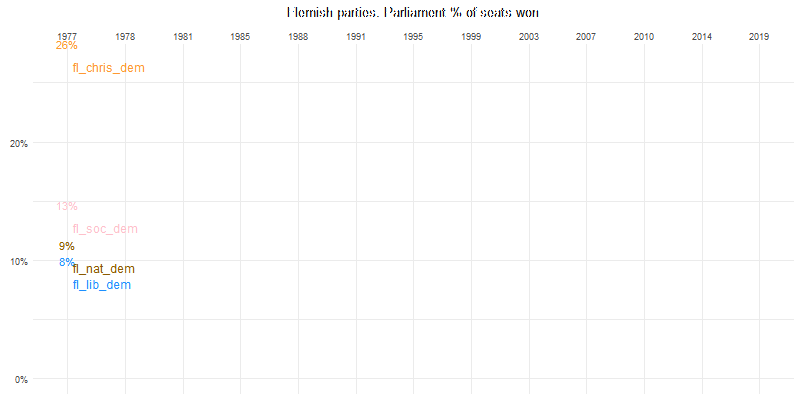 Flemish parties. Parliament % of seats won
1977 1978 1981 1985 1988 1991 1995 1999 2003 2007 2010 2014 2019
26%
fl_chris_dem
20%
13%
fl_soc_dem
9%
10%
8%
fl_nat_dem
fl_lib_dem
0%